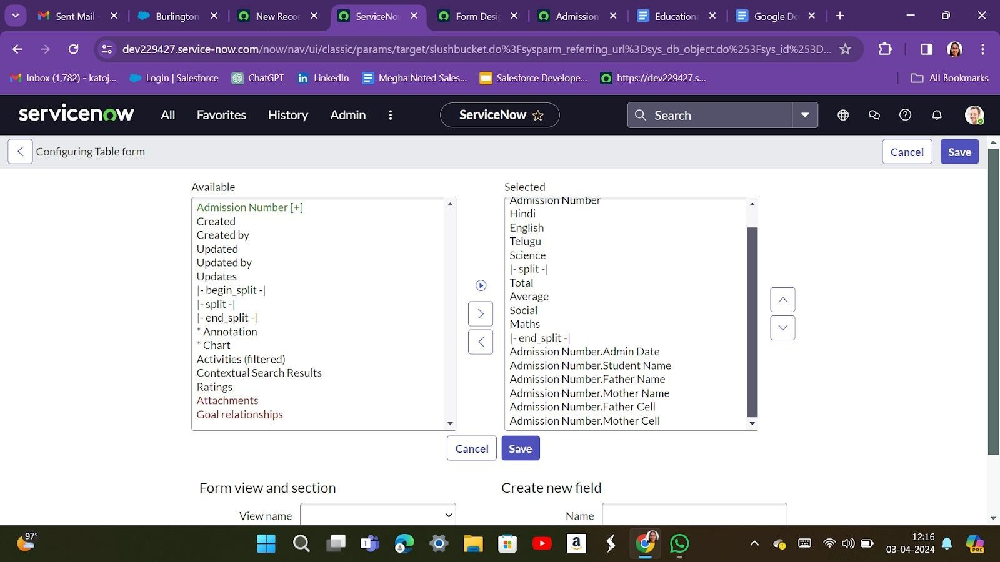 Sent Mail -
Burlington
New Recor
ServiceNow
Form Desig
Admission
Educationa
Google Do
dev229427.service-now.com/now/nav/ui/classic/params/target/slushbucket.do%3Fsysparm_referring_url%3Dsys_db_object.do%253Fsys_id%253D...
Inbox (1,782) - katoj...
Login | Salesforce
ChatGPT
LinkedIn
Megha Noted Sales...
Salesforce Develope...
https://dev229427.s...
All Bookmarks
servicenow
All
Favorites
History
Admin
ServiceNow
Search
Configuring Table form
Cancel
Save
Available
Admission Number [+]
Created
Created by
Updated
Updated by
Updates
|- begin_split -|
|- split -|
|- end_split -|
* Annotation
* Chart
Activities (filtered)
Contextual Search Results
Ratings
Attachments
Goal relationships
Selected
Admission Number
Hindi
English
Telugu
Science
|- split -|
Total
Average
Social
Maths
|- end_split -|
Admission Number.Admin Date
Admission Number.Student Name
Admission Number.Father Name
Admission Number.Mother Name
Admission Number.Father Cell
Admission Number.Mother Cell
Cancel
Save
Form view and section
Create new field
View name
Name
97°
12:16
03-04-2024
PRE